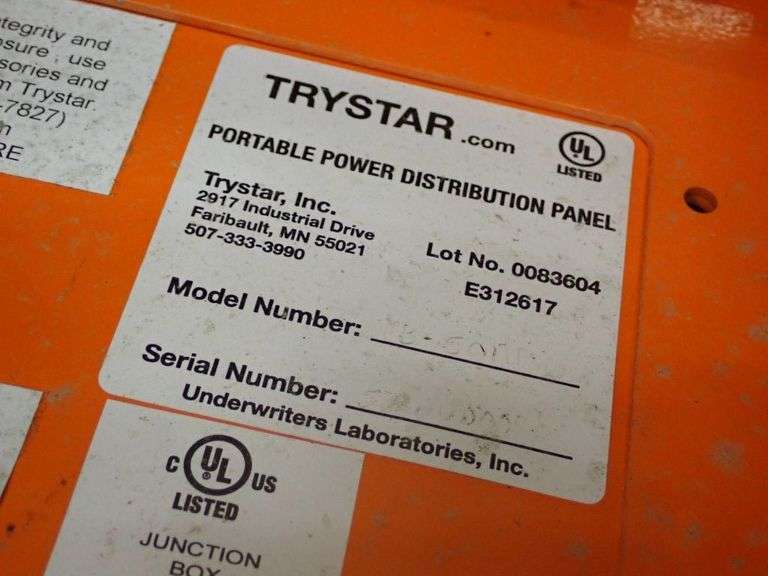 tegrity and
sure, use
sories and
m Trystar.
-7827)
m
RE
TRYSTAR.com
UL
LISTED
PORTABLE POWER DISTRIBUTION PANEL
Trystar, Inc.
2917 Industrial Drive
Faribault, MN 55021
507-333-3990
Lot No. 0083604
E312617
Model Number:
Serial Number:
Underwriters Laboratories, Inc.
C UL US
LISTED
JUNCTION
BOX